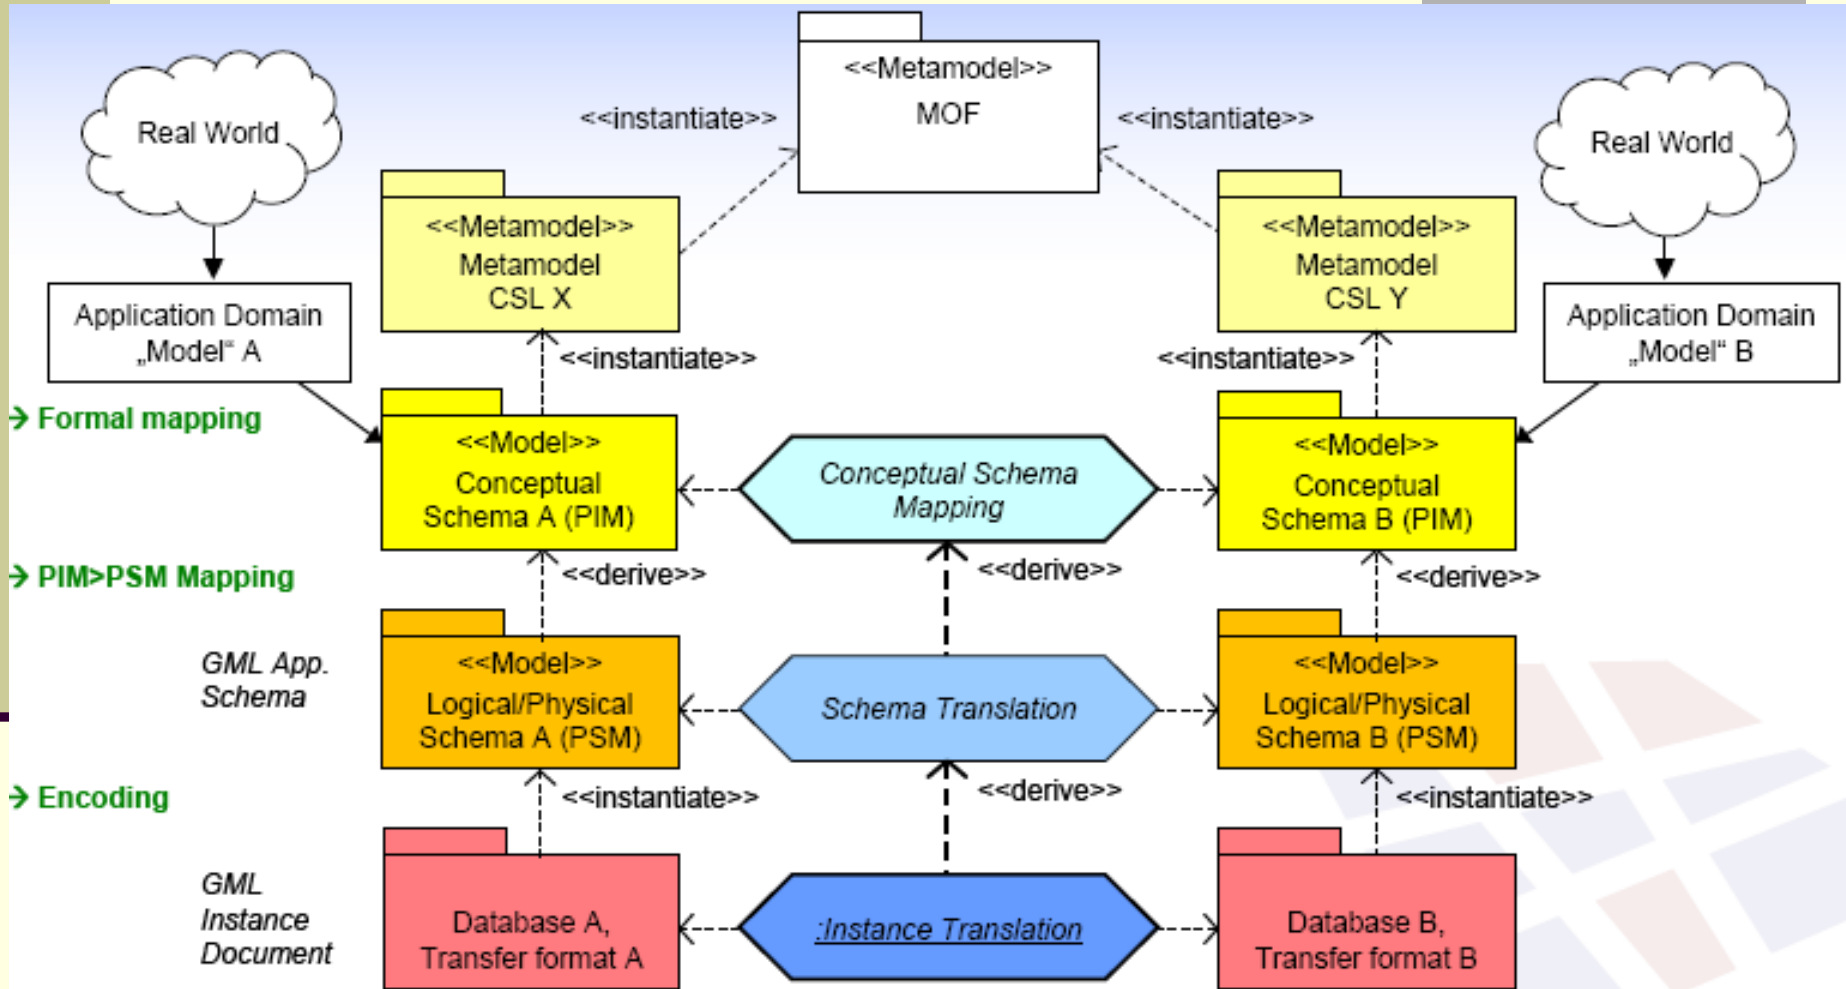 <<Metamodel>>
MOF
<<instantiate>>
<<instantiate>>
Real World
Real World
<<Metamodel>>
Metamodel
CSL X
<<Metamodel>>
Metamodel
CSL Y
Application Domain
„Model“ A
Application Domain
„Model“ B
<<instantiate>>
<<instantiate>>
→ Formal mapping
<<Model>>
Conceptual
Schema A (PIM)
Conceptual Schema
Mapping
<<Model>>
Conceptual
Schema B (PIM)
→ PIM>PSM Mapping
<<derive>>
<<derive>>
<<derive>>
GML App.
Schema
<<Model>>
Logical/Physical
Schema A (PSM)
Schema Translation
<<Model>>
Logical/Physical
Schema B (PSM)
→ Encoding
<<instantiate>>
<<derive>>
<<instantiate>>
GML
Instance
Document
Database A,
Transfer format A
:Instance Translation
Database B,
Transfer format B